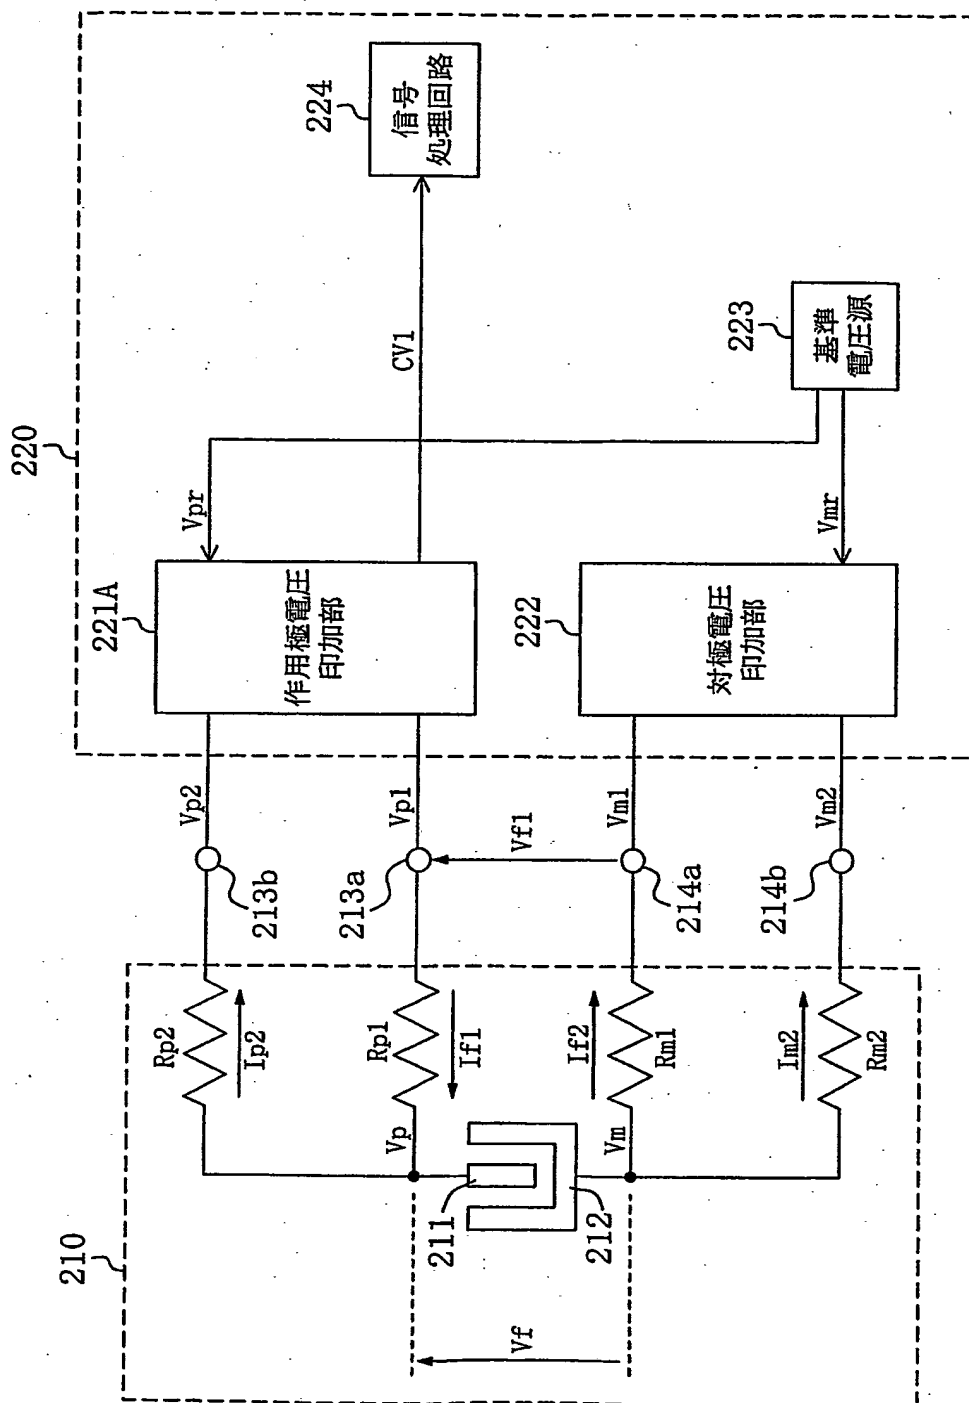 220
224
信号
処理回路
CV1
223
基準
電圧源
Vpr
Vmr
221A
作用極電圧
印加部
222
対極電圧
印加部
Vp2
Vp1
Vm1
Vm2
213b
213a
Vf1
214a
214b
210
Rp2
Ip2
Rp1
If1
If2
Rm1
Im2
Rm2
Vp
Vm
211
212
Vf